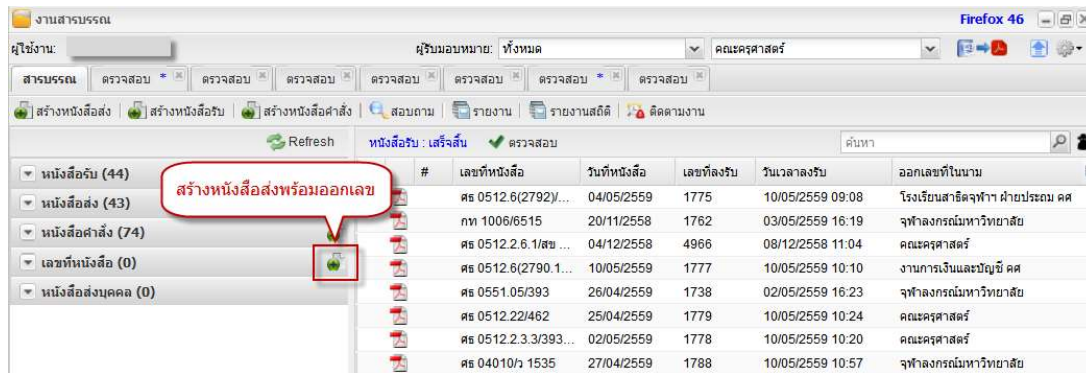 งานสารบรรณ Firefox 46
ผู้ใช้งาน: ผู้รับมอบหมาย: ทั้งหมด คณะครุศาสตร์
สารบรรณ ตรวจสอบ * ตรวจสอบ ตรวจสอบ ตรวจสอบ ตรวจสอบ ตรวจสอบ * ตรวจสอบ
สร้างหนังสือส่ง สร้างหนังสือรับ สร้างหนังสือคำสั่ง สอบถาม รายงาน รายงานสถิติ ติดตามงาน
Refresh หนังสือรับ : เสร็จสิ้น ตรวจสอบ ค้นหา
# เลขที่หนังสือ วันที่หนังสือ เลขที่ลงรับ วันเวลาลงรับ ออกเลขที่ในนาม
หนังสือรับ (44)
หนังสือส่ง (43)
หนังสือคำสั่ง (74)
เลขที่หนังสือ (0)
หนังสือส่งบุคคล (0)
สร้างหนังสือส่งพร้อมออกเลข
ศธ 0512.6(2792)/... 04/05/2559 1775 10/05/2559 09:08 โรงเรียนสาธิตจุฬาฯ ฝ่ายประถม คศ
กท 1006/6515 20/11/2558 1762 03/05/2559 16:19 จุฬาลงกรณ์มหาวิทยาลัย
ศธ 0512.2.6.1/สข ... 04/12/2558 4966 08/12/2558 11:04 คณะครุศาสตร์
ศธ 0512.6(2790.1... 10/05/2559 1777 10/05/2559 10:10 งานการเงินและบัญชี คศ
ศธ 0551.05/393 26/04/2559 1738 02/05/2559 16:23 จุฬาลงกรณ์มหาวิทยาลัย
ศธ 0512.22/462 25/04/2559 1779 10/05/2559 10:24 คณะครุศาสตร์
ศธ 0512.2.3.3/393... 02/05/2559 1778 10/05/2559 10:20 คณะครุศาสตร์
ศธ 04010/ว 1535 27/04/2559 1788 10/05/2559 10:57 จุฬาลงกรณ์มหาวิทยาลัย